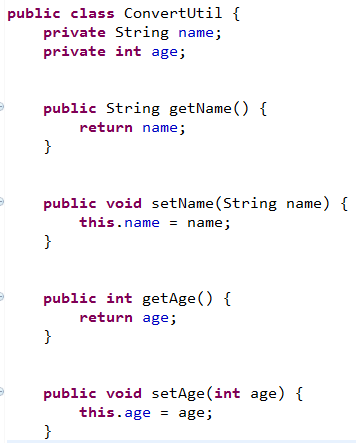 public class ConvertUtil {
    private String name;
    private int age;
    public String getName() {
        return name;
    }
    public void setName(String name) {
        this.name = name;
    }
    public int getAge() {
        return age;
    }
    public void setAge(int age) {
        this.age = age;
    }